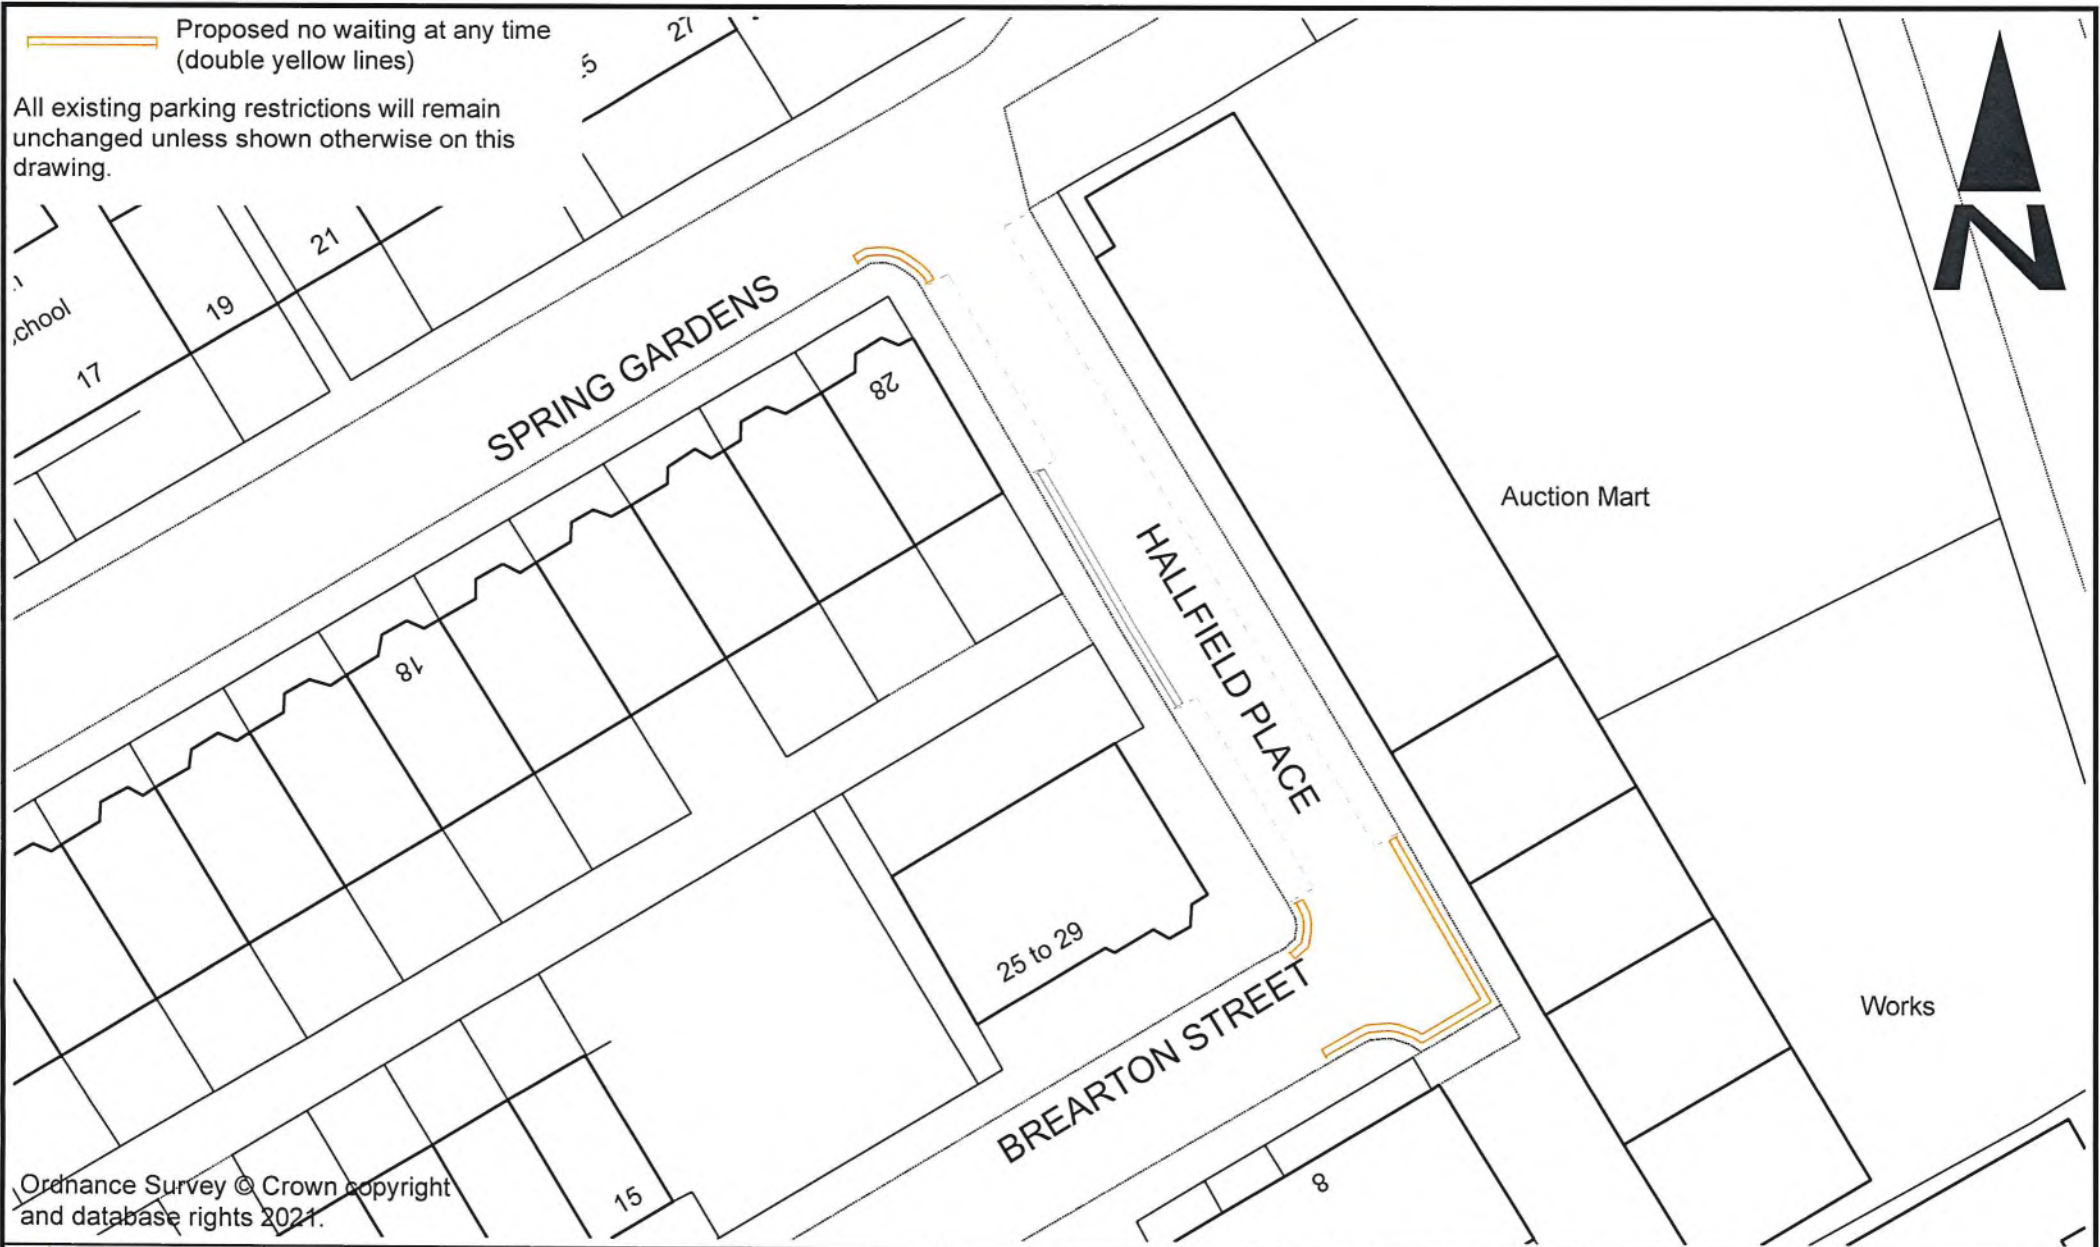 Proposed no waiting at any time
(double yellow lines)
All existing parking restrictions will remain
unchanged unless shown otherwise on this
drawing.
27
N
21
19
17
SPRING GARDENS
28
18
Auction Mart
HALLFIELD PLACE
25 to 29
Works
BREARTON STREET
15
8
Ordnance Survey © Crown copyright
and database rights 2021.